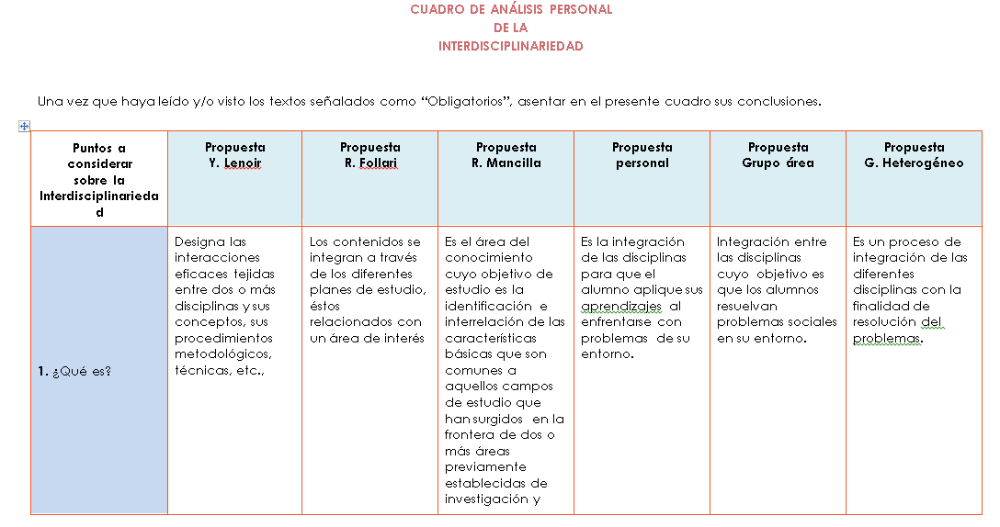 CUADRO DE ANÁLISIS PERSONAL
DE LA
INTERDISCIPLINARIEDAD
Una vez que haya leído y/o visto los textos señalados como “Obligatorios”, asentar en el presente cuadro sus conclusiones.
Puntos a
considerar
sobre la
Interdisciplinarieda
d
Propuesta
Y. Lenoir
Propuesta
R. Follari
Propuesta
R. Mancilla
Propuesta
personal
Propuesta
Grupo área
Propuesta
G. Heterogéneo
1. ¿Qué es?
Designa las
interacciones
eficaces tejidas
entre dos o más
disciplinas y sus
conceptos, sus
procedimientos
metodológicos,
técnicas, etc.,
Los contenidos se
integran a través
de los diferentes
planes de estudio,
éstos
relacionados con
un área de interés
Es el área del
conocimiento
cuyo objetivo de
estudio es la
identificación e
interrelación de las
características
básicas que son
comunes a
aquellos campos
de estudio que
han surgidos en la
frontera de dos o
más áreas
previamente
establecidas de
investigación y
Es la integración
de las disciplinas
para que el
alumno aplique sus
aprendizajes al
enfrentarse con
problemas de su
entorno.
Integración entre
las disciplinas
cuyo objetivo es
que los alumnos
resuelvan
problemas sociales
en su entorno.
Es un proceso de
integración de las
diferentes
disciplinas con la
finalidad de
resolución del
problemas.